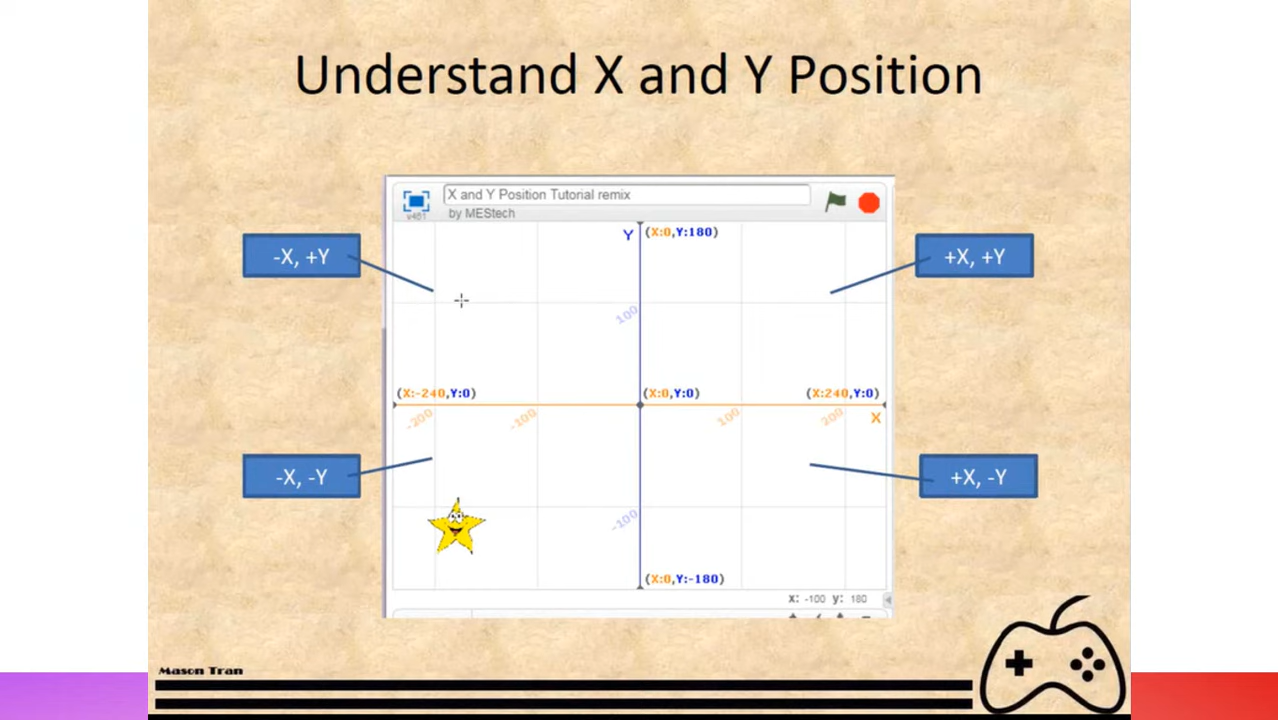 Understand X and Y Position
X and Y Position Tutorial remix
v461
by MEStech
-X, +Y
+X, +Y
Y
(X:0,Y:180)
100
(X:-240,Y:0)
(X:0,Y:0)
(X:240,Y:0)
-200
-100
100
200
X
-X, -Y
+X, -Y
-100
(X:0,Y:-180)
x: -100 y: 180
Mason Tran